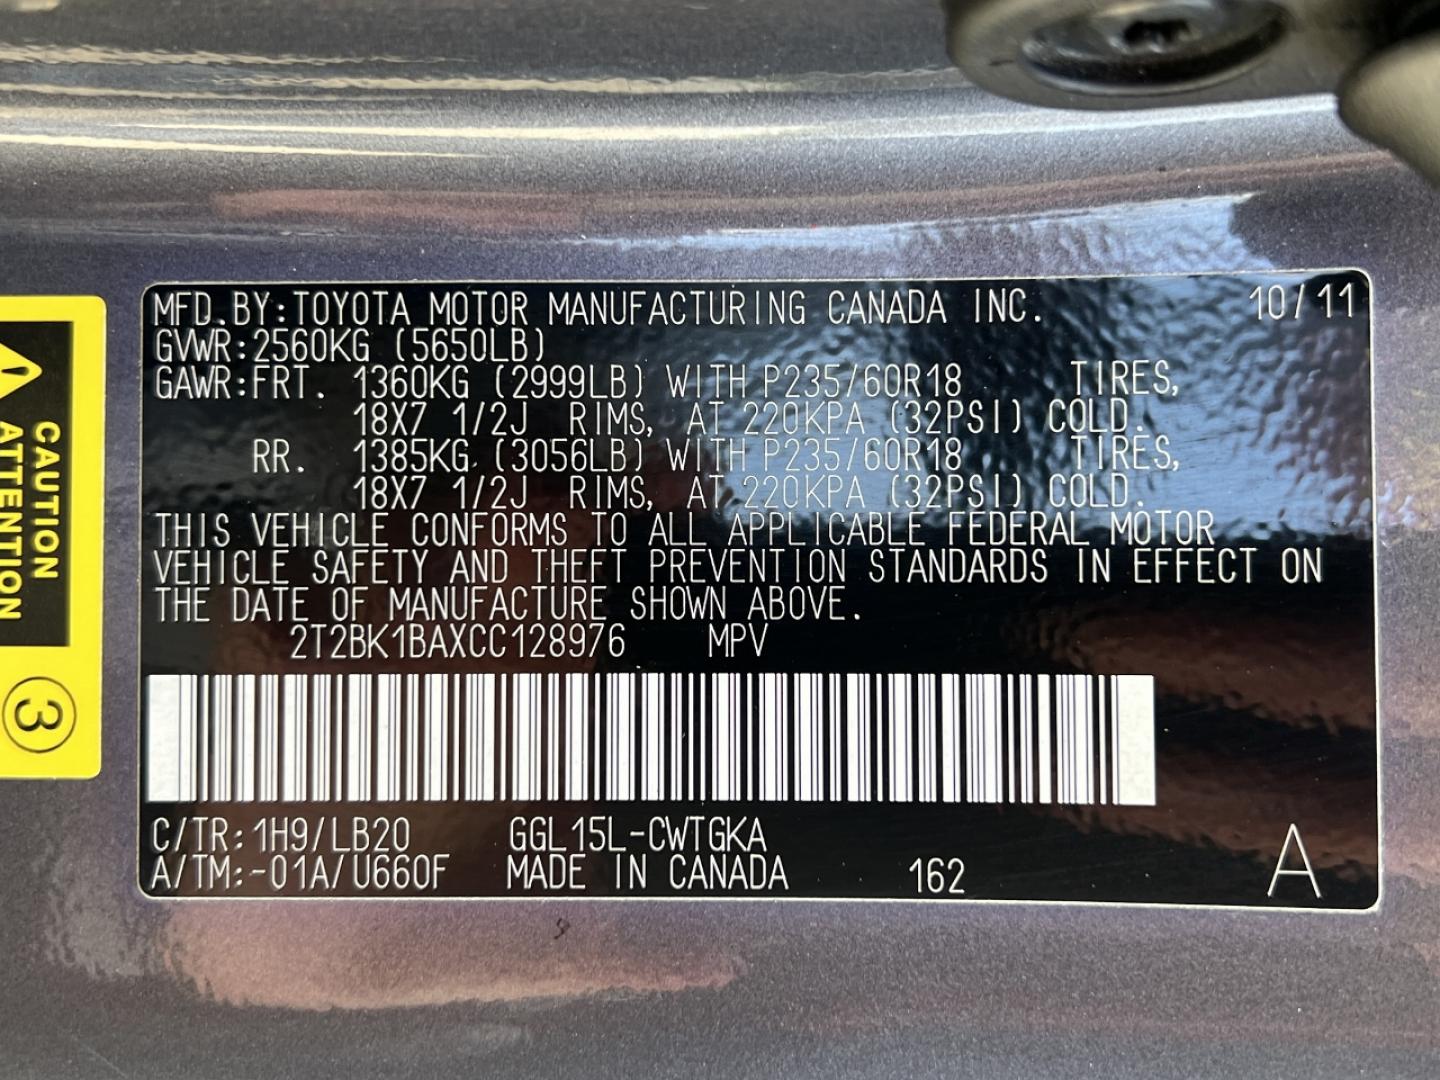 MFD.BY:TOYOTA MOTOR MANUFACTURING CANADA INC. 10/11
GVWR:2560KG (5650LB)
GAWR:FRT. 1360KG (2999LB) WITH P235/60R18 TIRES,
18X7 1/2J RIMS, AT 220KPA (32PSI) COLD.
RR. 1385KG (3056LB) WITH P235/60R18 TIRES,
18X7 1/2J RIMS, AT 220KPA (32PSI) COLD.
THIS VEHICLE CONFORMS TO ALL APPLICABLE FEDERAL MOTOR
VEHICLE SAFETY AND THEFT PREVENTION STANDARDS IN EFFECT ON
THE DATE OF MANUFACTURE SHOWN ABOVE.
2T2BK1BAXCC128976 MPV
C/TR:1H9/LB20 GGL15L-CWTGKA
A/TM:-01A/U660F MADE IN CANADA 162 A
CAUTION
ATTENTION
3